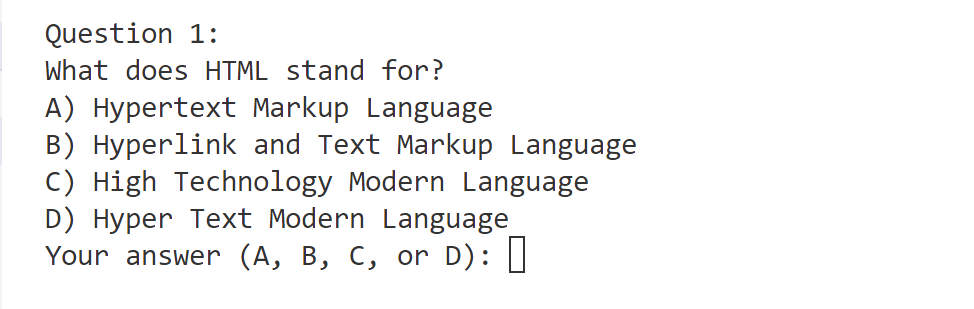 Question 1:
What does HTML stand for?
A) Hypertext Markup Language
B) Hyperlink and Text Markup Language
C) High Technology Modern Language
D) Hyper Text Modern Language
Your answer (A, B, C, or D):